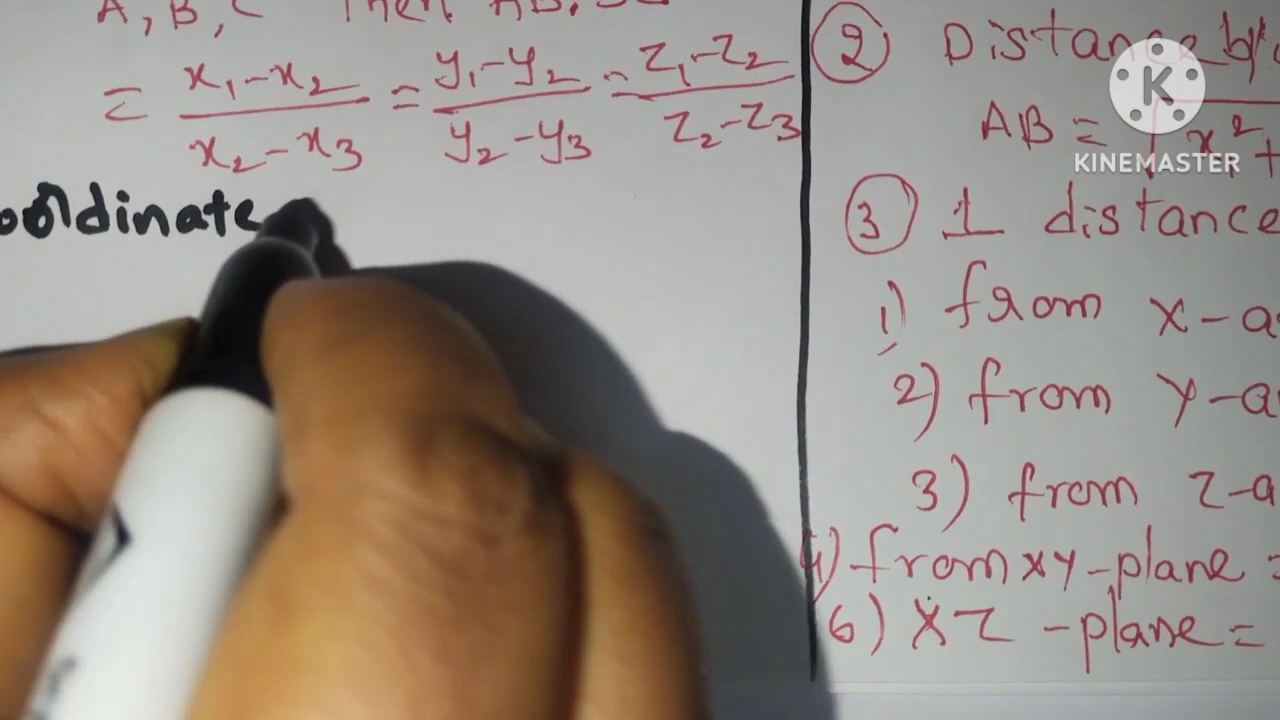 A, B, C Then AB:
= x₁-x₂ / x₂-x₃ = y₁-y₂ / y₂-y₃ = z₁-z₂ / z₂-z₃
oordinate
② Distance b/
AB = √x² +
③ ⊥ distance
1) from x-a
2) from y-a
3) from z-a
4) from xy-plane =
6) xz-plane =
K
KINEMASTER